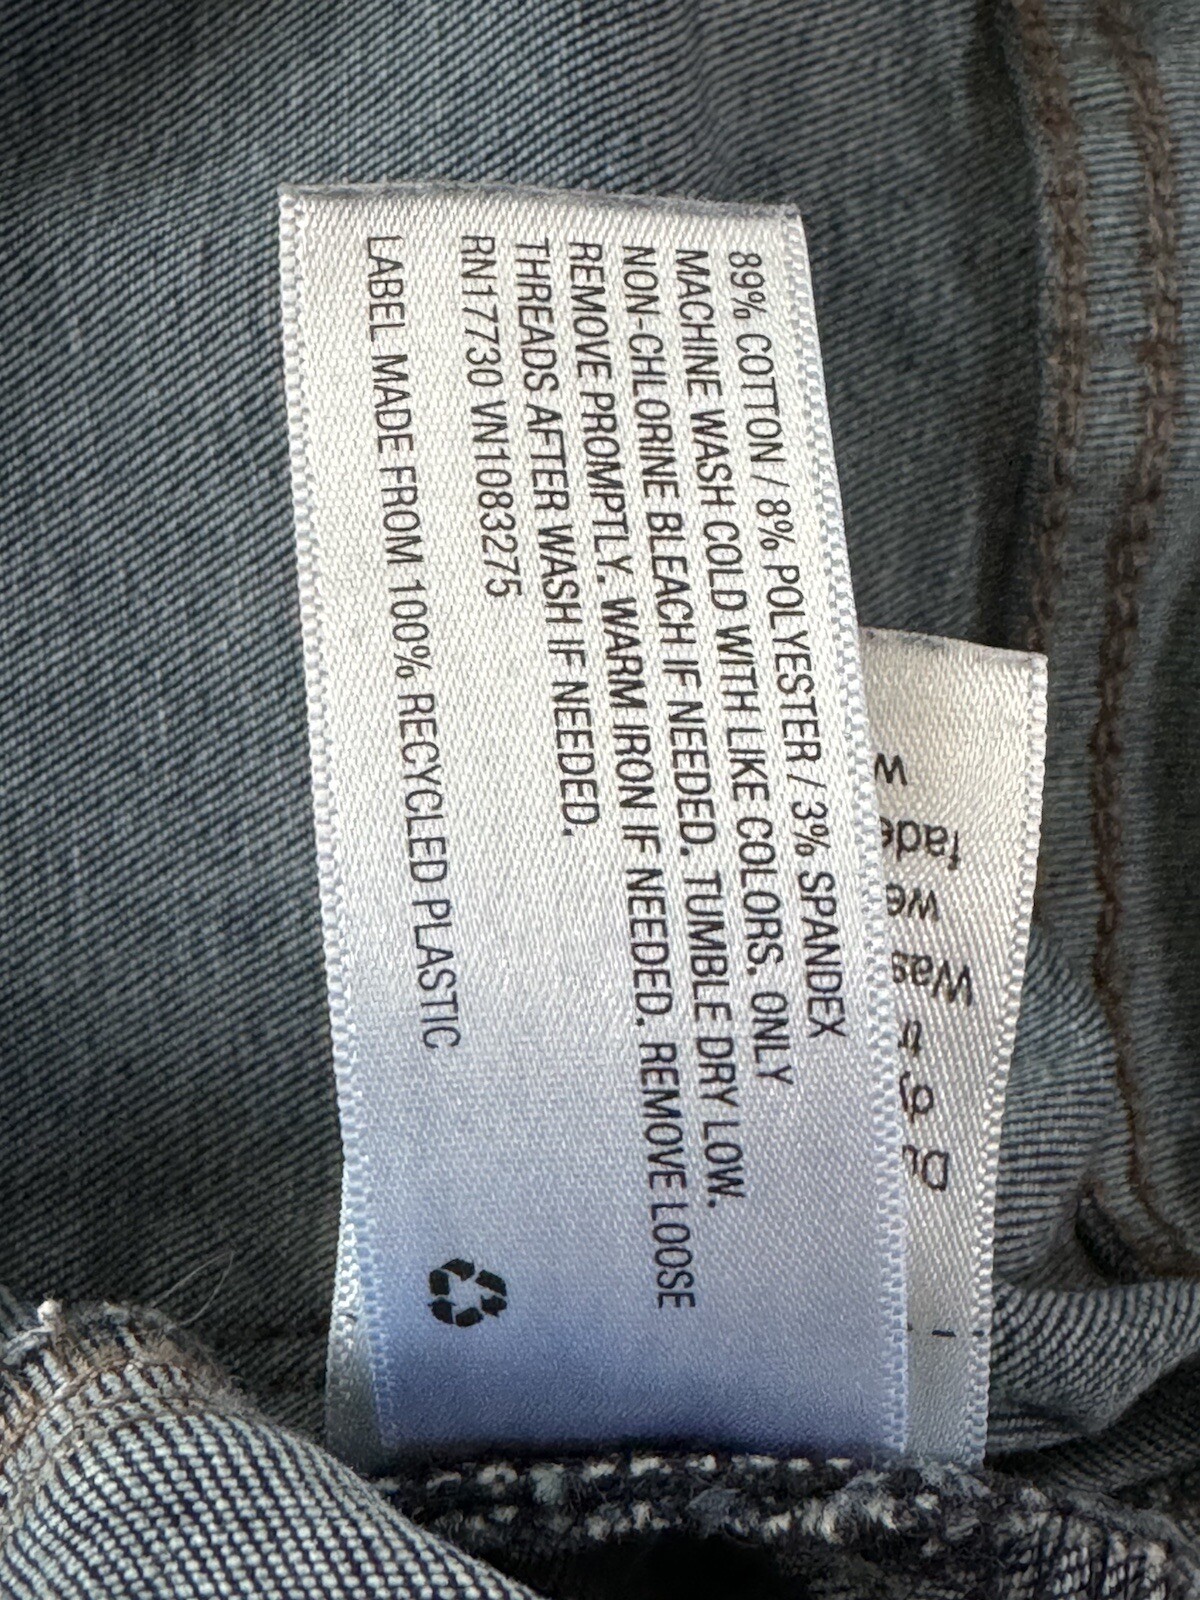 89% COTTON / 8% POLYESTER / 3% SPANDEX
MACHINE WASH COLD WITH LIKE COLORS. ONLY
NON-CHLORINE BLEACH IF NEEDED. TUMBLE DRY LOW.
REMOVE PROMPTLY. WARM IRON IF NEEDED. REMOVE LOOSE
THREADS AFTER WASH IF NEEDED.
RN17730 VN1083275
LABEL MADE FROM 100% RECYCLED PLASTIC